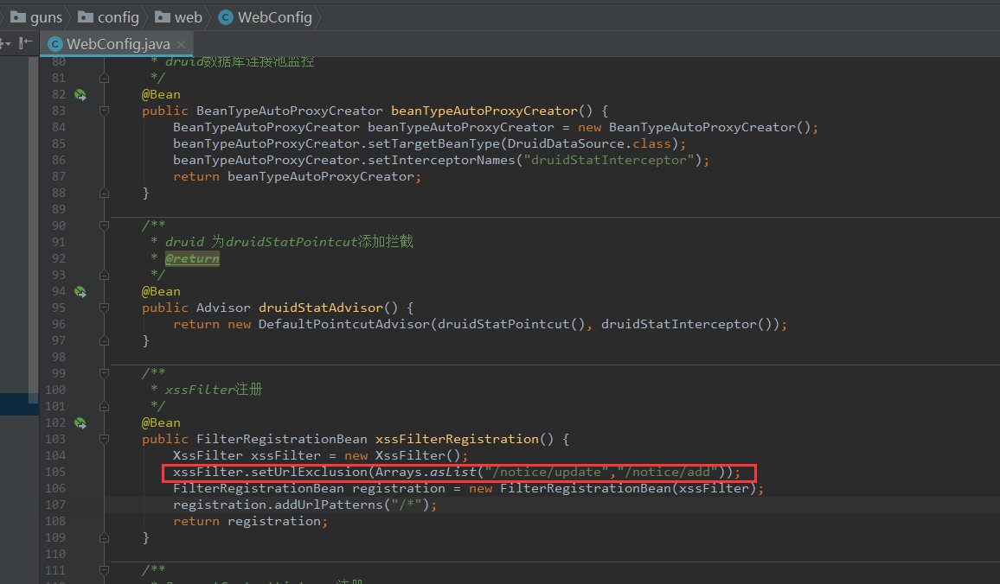 guns config web WebConfig
WebConfig.java
80 * druid数据库连接池监控
81 */
82 @Bean
83 public BeanTypeAutoProxyCreator beanTypeAutoProxyCreator() {
84 BeanTypeAutoProxyCreator beanTypeAutoProxyCreator = new BeanTypeAutoProxyCreator();
85 beanTypeAutoProxyCreator.setTargetBeanType(DruidDataSource.class);
86 beanTypeAutoProxyCreator.setInterceptorNames("druidStatInterceptor");
87 return beanTypeAutoProxyCreator;
88 }
89
90 /**
91 * druid 为druidStatPointcut添加拦截
92 * @return
93 */
94 @Bean
95 public Advisor druidStatAdvisor() {
96 return new DefaultPointcutAdvisor(druidStatPointcut(), druidStatInterceptor());
97 }
98
99 /**
100 * xssFilter注册
101 */
102 @Bean
103 public FilterRegistrationBean xssFilterRegistration() {
104 XssFilter xssFilter = new XssFilter();
105 xssFilter.setUrlExclusion(Arrays.asList("/notice/update","/notice/add"));
106 FilterRegistrationBean registration = new FilterRegistrationBean(xssFilter);
107 registration.addUrlPatterns("/*");
108 return registration;
109 }
110
111 /**